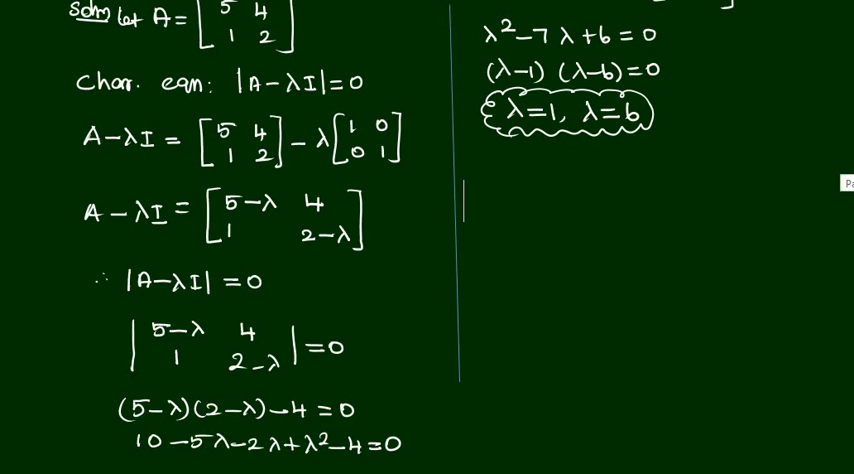 Soln let A = [5 4
1 2]
Char. eqn: |A-λI|=0
A-λI = [5 4
1 2] - λ[1 0
0 1]
A-λI = [5-λ 4
1 2-λ]
∴ |A-λI| = 0
|5-λ 4
1 2-λ| = 0
(5-λ)(2-λ)-4=0
10-5λ-2λ+λ²-4=0
λ²-7λ+6=0
(λ-1) (λ-6)=0
λ=1, λ=6
Pa